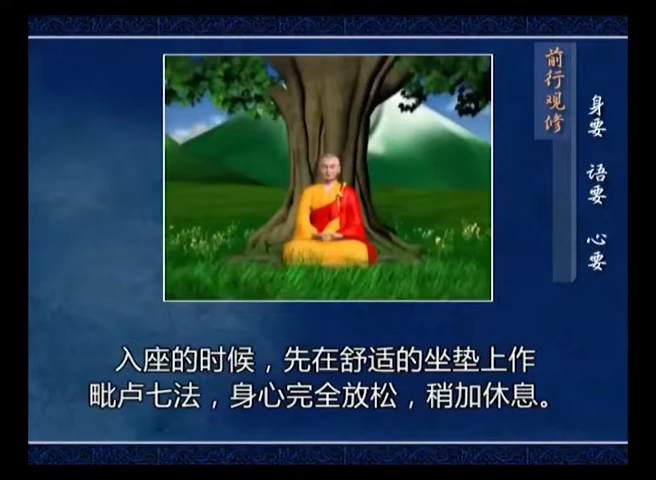 前行观修
身要
语要
心要
入座的时候，先在舒适的坐垫上作
毗卢七法，身心完全放松，稍加休息。